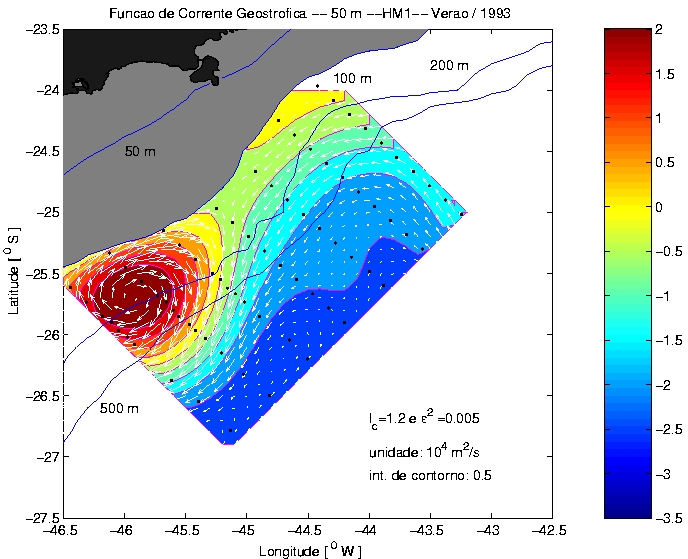 Funcao de Corrente Geostrofica −− 50 m −−HM1−− Verao / 1993
−23.5
−24
−24.5
−25
−25.5
−26
−26.5
−27
−27.5
Latitude [ ⁰ S ]
200 m
100 m
50 m
500 m
l_c=1.2 e ε² =0.005
unidade: 10⁴ m²/s
int. de contorno: 0.5
−46.5 −46 −45.5 −45 −44.5 −44 −43.5 −43 −42.5
Longitude [ ⁰ W ]
2
1.5
1
0.5
0
−0.5
−1
−1.5
−2
−2.5
−3
−3.5